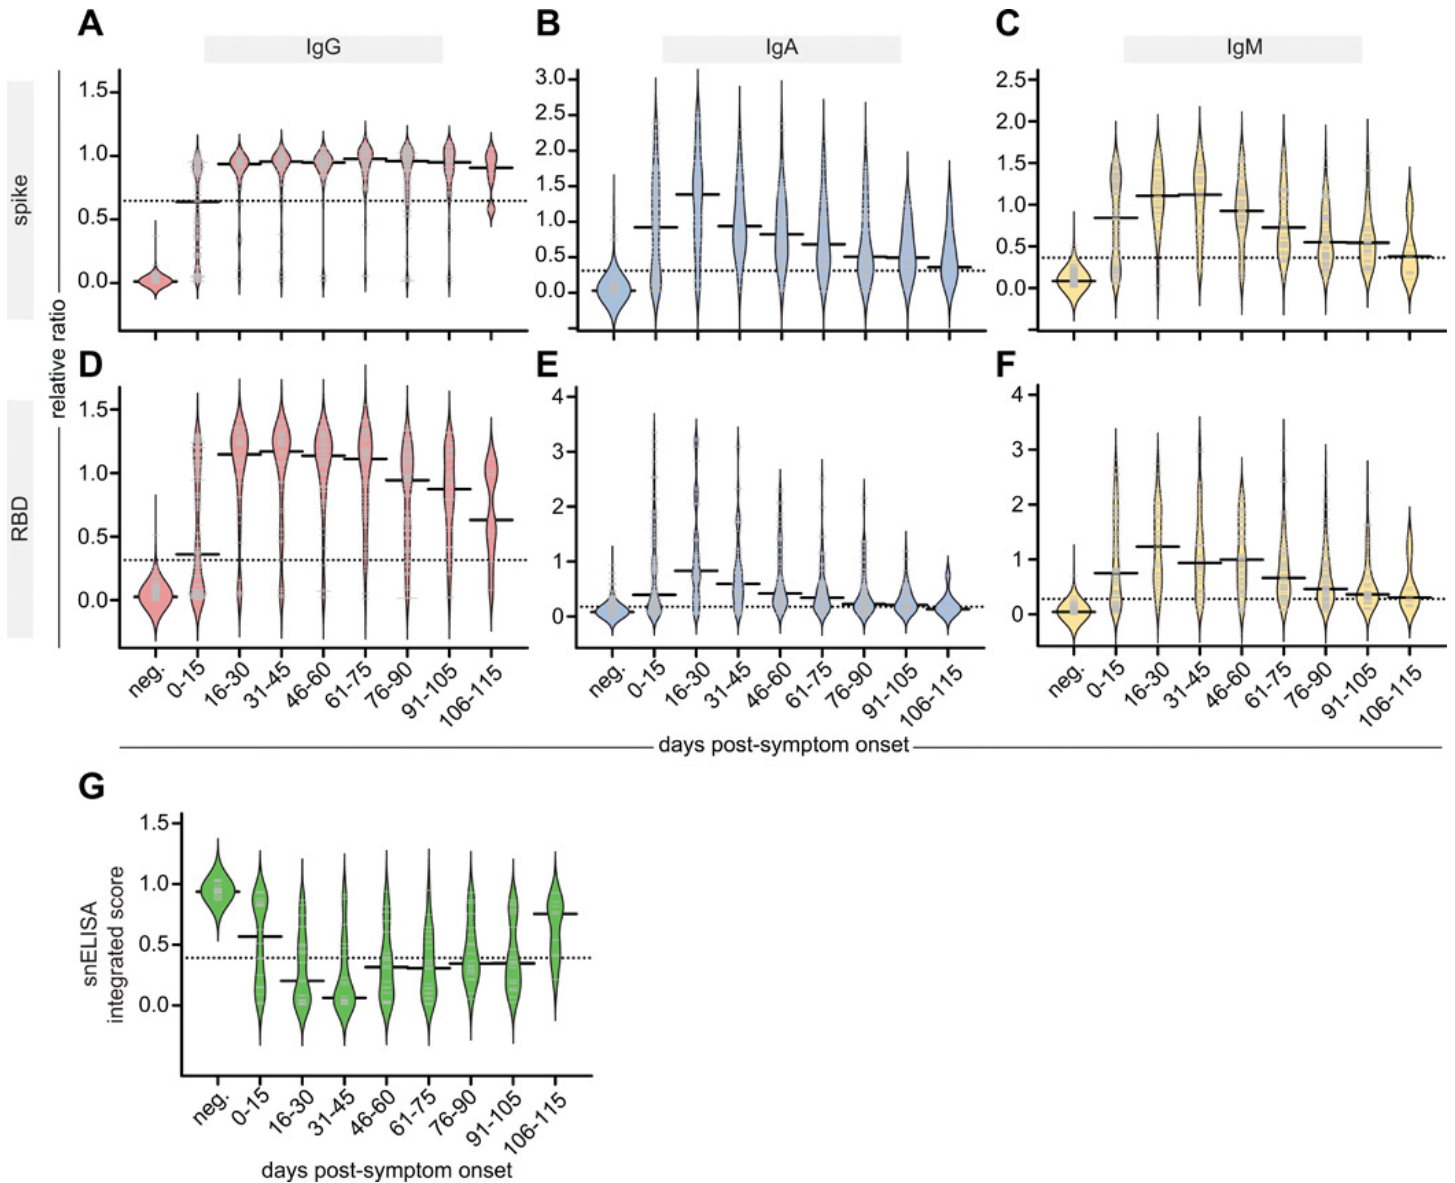 A
B
C
IgG
IgA
IgM
spike
relative ratio
1.5
1.0
0.5
0.0
3.0
2.5
2.0
1.5
1.0
0.5
0.0
2.5
2.0
1.5
1.0
0.5
0.0
D
E
F
RBD
1.5
1.0
0.5
0.0
4
3
2
1
0
4
3
2
1
0
neg. 0-15 16-30 31-45 46-60 61-75 76-90 91-105 106-115
neg. 0-15 16-30 31-45 46-60 61-75 76-90 91-105 106-115
neg. 0-15 16-30 31-45 46-60 61-75 76-90 91-105 106-115
days post-symptom onset
G
snELISA
integrated score
1.5
1.0
0.5
0.0
neg. 0-15 16-30 31-45 46-60 61-75 76-90 91-105 106-115
days post-symptom onset